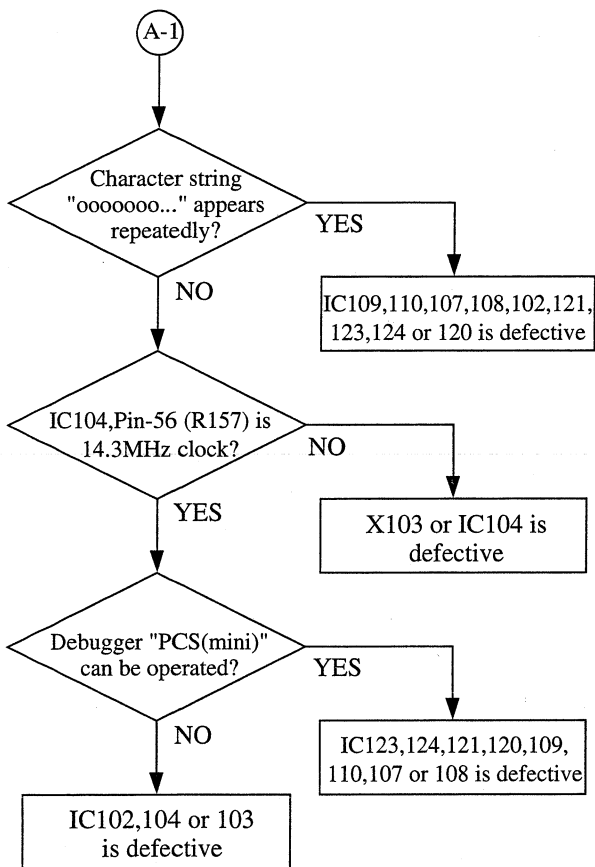 A-1
Character string
"ooooooo..." appears
repeatedly?
YES
NO
IC109,110,107,108,102,121,
123,124 or 120 is defective
IC104,Pin-56 (R157) is
14.3MHz clock?
NO
YES
X103 or IC104 is
defective
Debugger "PCS(mini)"
can be operated?
YES
NO
IC123,124,121,120,109,
110,107 or 108 is defective
IC102,104 or 103
is defective